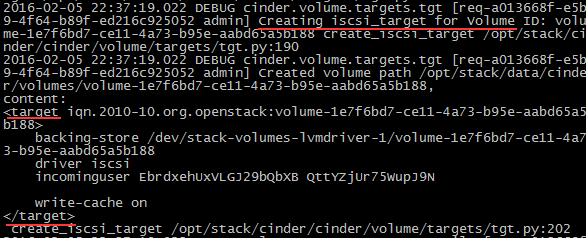 2016-02-05 22:37:19.022 DEBUG cinder.volume.targets.tgt [req-a013668f-e5b
9-4f64-b89f-ed216c925052 admin] Creating iscsi_target for Volume ID: volu
me-1e7f6bd7-ce11-4a73-b95e-aabd65a5b188 create_iscsi_target /opt/stack/ci
nder/cinder/volume/targets/tgt.py:190
2016-02-05 22:37:19.022 DEBUG cinder.volume.targets.tgt [req-a013668f-e5b
9-4f64-b89f-ed216c925052 admin] Created volume path /opt/stack/data/cinde
r/volumes/volume-1e7f6bd7-ce11-4a73-b95e-aabd65a5b188,
content:
<target iqn.2010-10.org.openstack:volume-1e7f6bd7-ce11-4a73-b95e-aabd65a5
b188>
backing-store /dev/stack-volumes-lvmdriver-1/volume-1e7f6bd7-ce11-4a7
3-b95e-aabd65a5b188
driver iscsi
incominguser EbrdxehUxVLGJ29bQbXB QttYZjUr75WupJ9N
write-cache on
</target>
create_iscsi_target /opt/stack/cinder/cinder/volume/targets/tgt.py:202